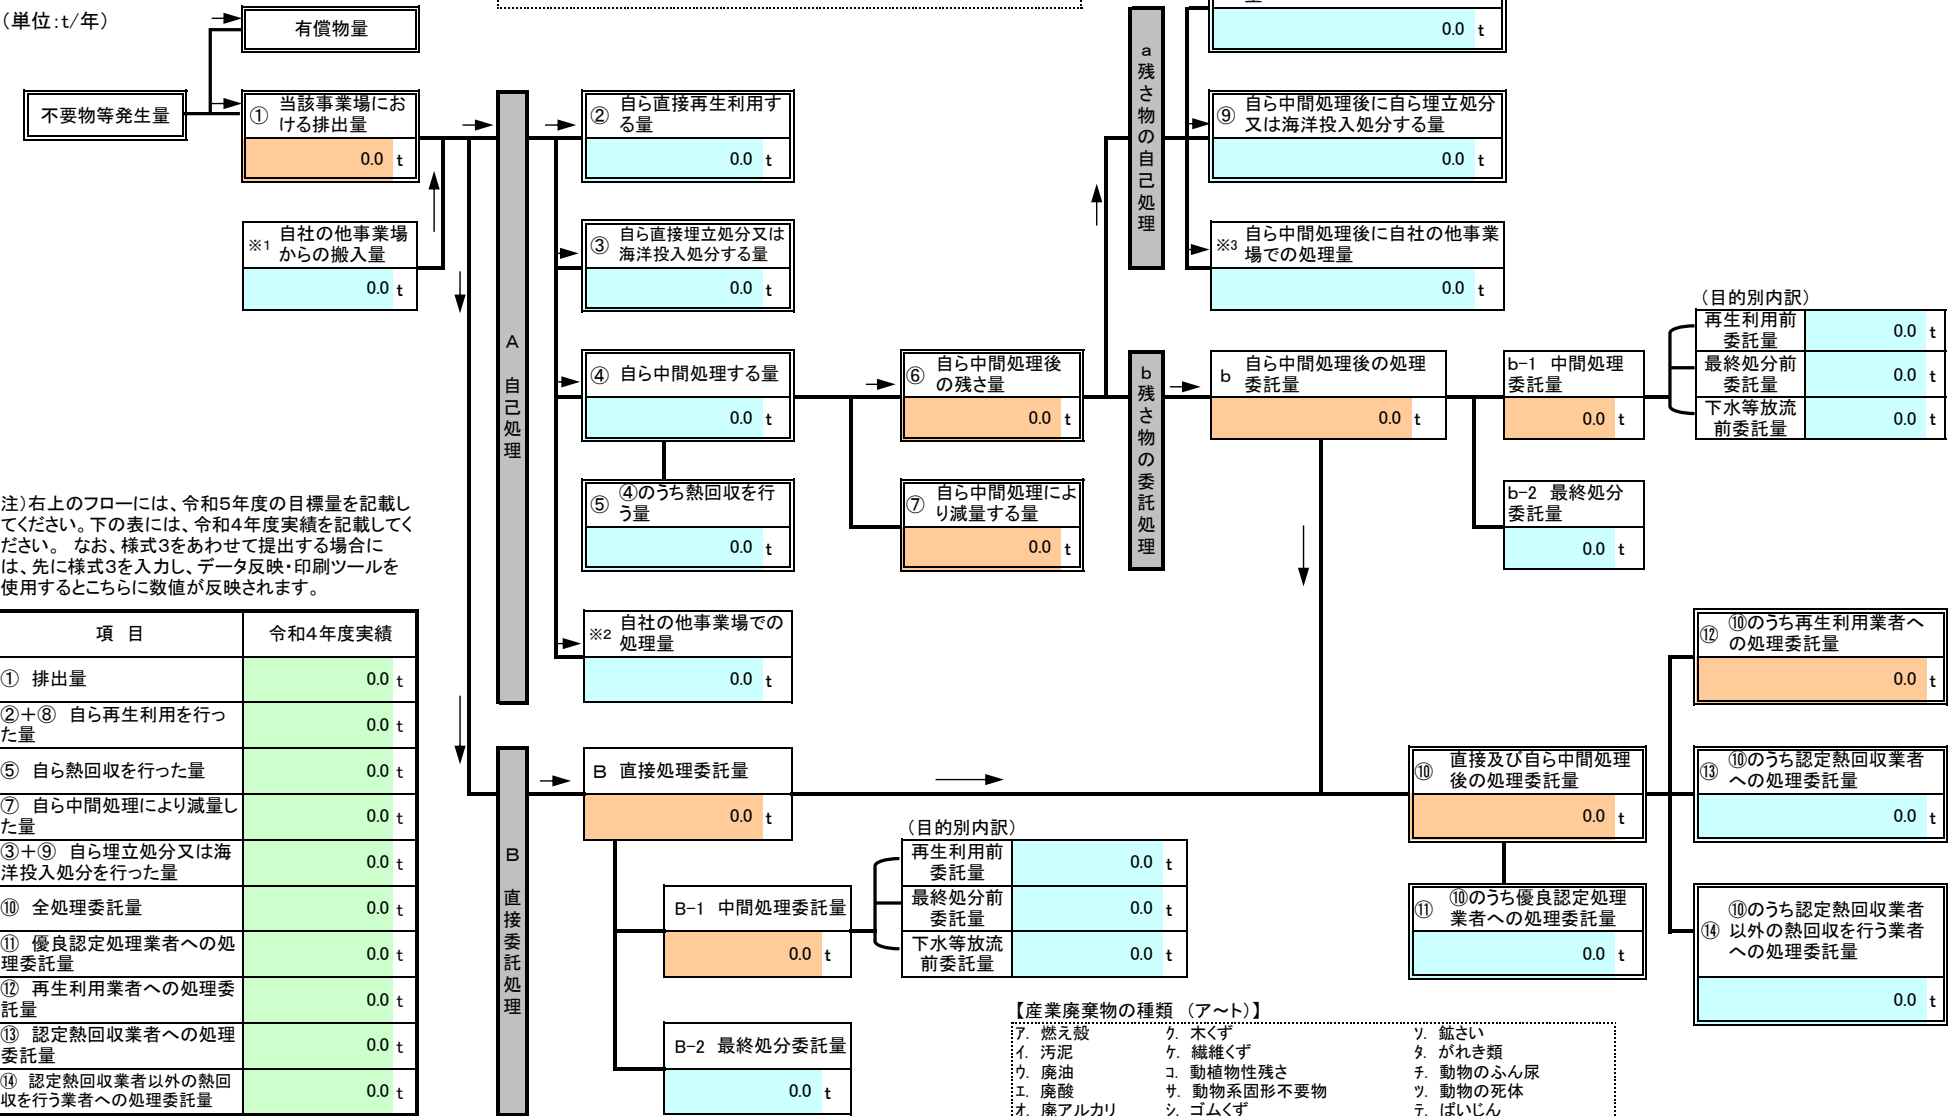 （単位:t/年）
有償物量
0.0 t
不要物等発生量
① 当該事業場にお
ける排出量
0.0 t
※1 自社の他事業場
からの搬入量
0.0 t
A 自己処理
② 自ら直接再生利用す
る量
0.0 t
③ 自ら直接埋立処分又は
海洋投入処分する量
0.0 t
④ 自ら中間処理する量
0.0 t
⑤ ④のうち熱回収を行
う量
0.0 t
※2 自社の他事業場での
処理量
0.0 t
⑥ 自ら中間処理後
の残さ量
0.0 t
⑦ 自ら中間処理によ
り減量する量
0.0 t
a 残さ物の自己処理
⑨ 自ら中間処理後に自ら埋立処分
又は海洋投入処分する量
0.0 t
※3 自ら中間処理後に自社の他事業
場での処理量
0.0 t
b 残さ物の委託処理
b 自ら中間処理後の処理
委託量
0.0 t
b-1 中間処理
委託量
0.0 t
b-2 最終処分
委託量
0.0 t
（目的別内訳）
再生利用前
委託量
0.0 t
最終処分前
委託量
0.0 t
下水等放流
前委託量
0.0 t
注）右上のフローには、令和5年度の目標量を記載し
てください。下の表には、令和4年度実績を記載してく
ださい。 なお、様式3をあわせて提出する場合に
は、先に様式3を入力し、データ反映・印刷ツールを
使用するとこちらに数値が反映されます。
項 目 令和4年度実績
① 排出量 0.0 t
②＋⑧ 自ら再生利用を行っ
た量 0.0 t
⑤ 自ら熱回収を行った量 0.0 t
⑦ 自ら中間処理により減量し
た量 0.0 t
③＋⑨ 自ら埋立処分又は海
洋投入処分を行った量 0.0 t
⑩ 全処理委託量 0.0 t
⑪ 優良認定処理業者への処
理委託量 0.0 t
⑫ 再生利用業者への処理委
託量 0.0 t
⑬ 認定熱回収業者への処理
委託量 0.0 t
⑭ 認定熱回収業者以外の熱回
収を行う業者への処理委託量 0.0 t
B 直接委託処理
B 直接処理委託量
0.0 t
B-1 中間処理委託量
0.0 t
B-2 最終処分委託量
0.0 t
（目的別内訳）
再生利用前
委託量
0.0 t
最終処分前
委託量
0.0 t
下水等放流
前委託量
0.0 t
⑩ 直接及び自ら中間処理
後の処理委託量
0.0 t
⑪ ⑩のうち優良認定処理
業者への処理委託量
0.0 t
⑫ ⑩のうち再生利用業者へ
の処理委託量
0.0 t
⑬ ⑩のうち認定熱回収業者
への処理委託量
0.0 t
⑭ ⑩のうち認定熱回収業者
以外の熱回収を行う業者
への処理委託量
0.0 t
【産業廃棄物の種類 （ア～ト）】
ア. 燃え殻 ク. 木くず ソ. 鉱さい
イ. 汚泥 ケ. 繊維くず タ. がれき類
ウ. 廃油 コ. 動植物性残さ チ. 動物のふん尿
エ. 廃酸 サ. 動物系固形不要物 ツ. 動物の死体
オ. 廃アルカリ シ. ゴムくず テ. ばいじん